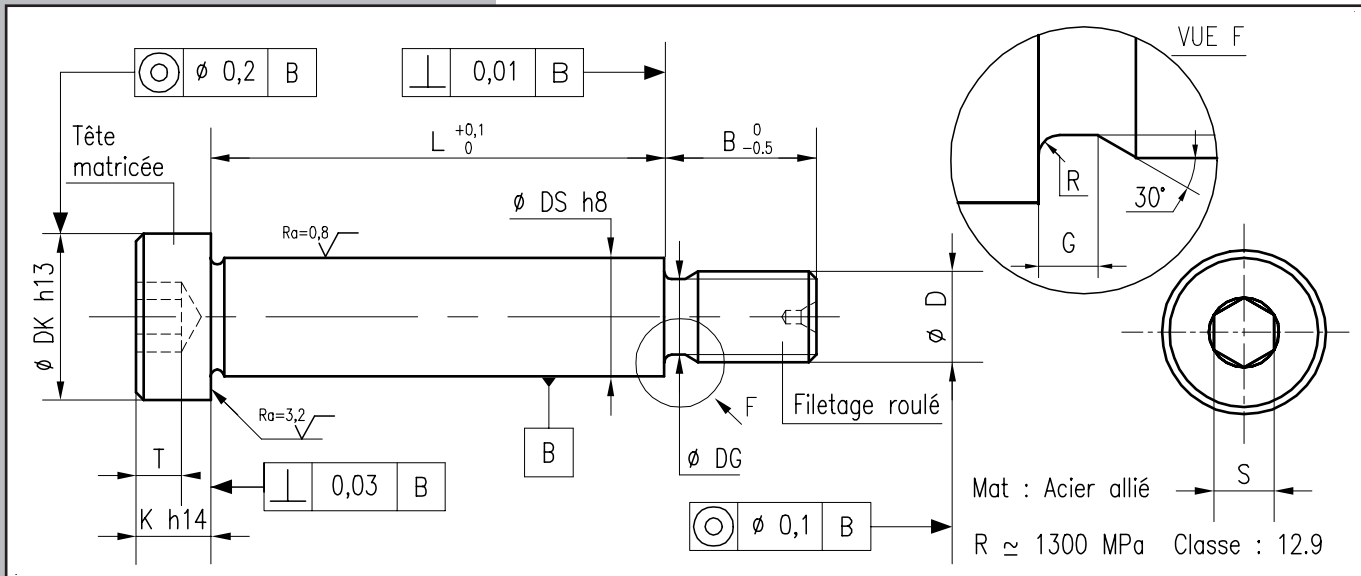 VUE F
⌾ ⌀ 0,2 B
⊥ 0,01 B
Tête
matricée
L +0,1 0
B 0 -0.5
⌀ DS h8
Ra=0,8
R
30°
G
⌀ DK h13
⌀ D
Ra=3,2
F
Filetage roulé
B
⌀ DG
T
⊥ 0,03 B
K h14
⌾ ⌀ 0,1 B
S
Mat : Acier allié
R ≃ 1300 MPa Classe : 12.9